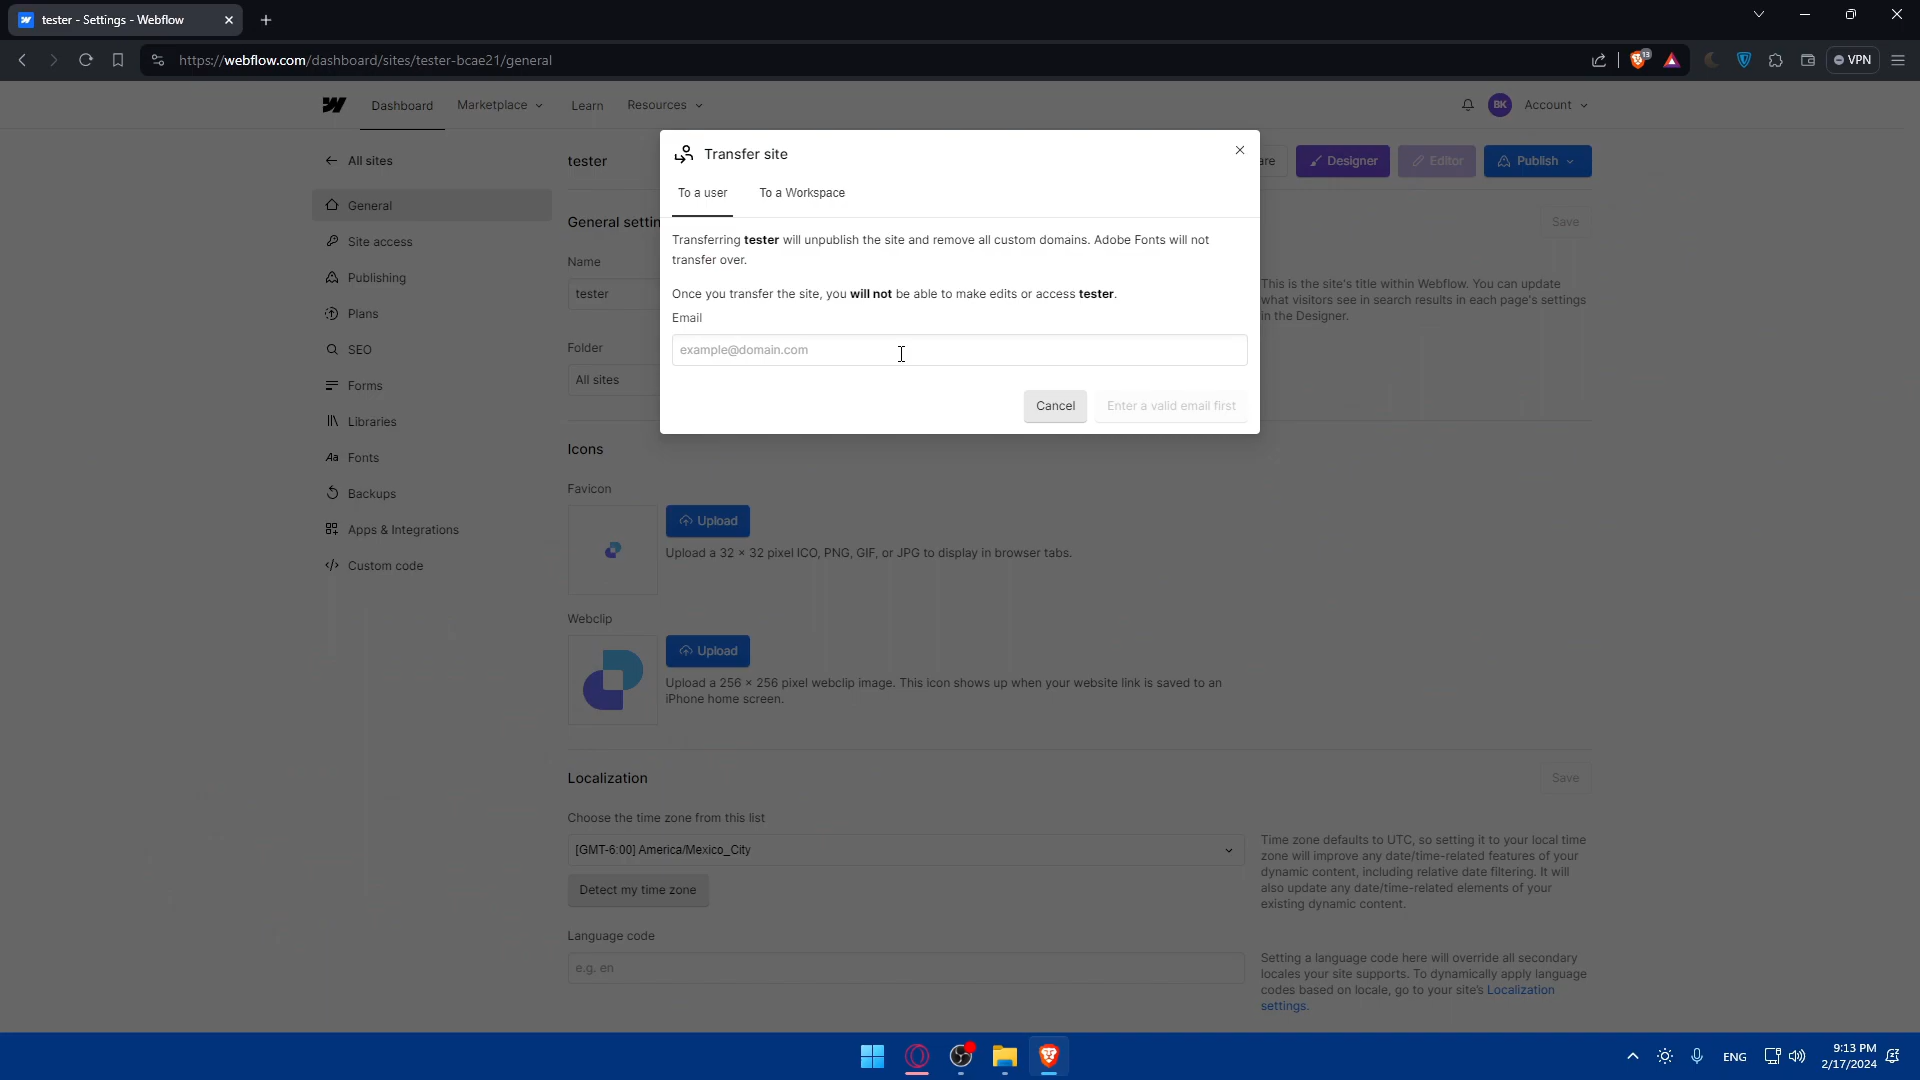 tester - Settings - Webflow
https://webflow.com/dashboard/sites/tester-bcae21/general
13
VPN
Dashboard Marketplace Learn Resources
BK Account
All sites
tester
Designer Editor Publish
Transfer site
To a user To a Workspace
Transferring tester will unpublish the site and remove all custom domains. Adobe Fonts will not
transfer over.
Once you transfer the site, you will not be able to make edits or access tester.
Email
example@domain.com
Cancel Enter a valid email first
General
Site access
Publishing
Plans
SEO
Forms
Libraries
Aa Fonts
Backups
Apps & Integrations
</> Custom code
General settin
Save
Name
tester
This is the site's title within Webflow. You can update
what visitors see in search results in each page's settings
in the Designer.
Folder
All sites
Icons
Favicon
Upload
Upload a 32 × 32 pixel ICO, PNG, GIF, or JPG to display in browser tabs.
Webclip
Upload
Upload a 256 × 256 pixel webclip image. This icon shows up when your website link is saved to an
iPhone home screen.
Localization
Save
Choose the time zone from this list
[GMT-6:00] America/Mexico_City
Detect my time zone
Time zone defaults to UTC, so setting it to your local time
zone will improve any date/time-related features of your
dynamic content, including relative date filtering. It will
also update any date/time-related elements of your
existing dynamic content.
Language code
e.g. en
Setting a language code here will override all secondary
locales your site supports. To dynamically apply language
codes based on locale, go to your site's Localization
settings.
ENG
9:13 PM
2/17/2024